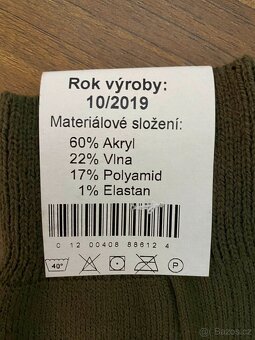 Rok výroby:
10/2019
Materiálové složení:
60% Akryl
22% Vlna
17% Polyamid
1% Elastan
0 12 00408 88612 4
40°
P
bazos.cz